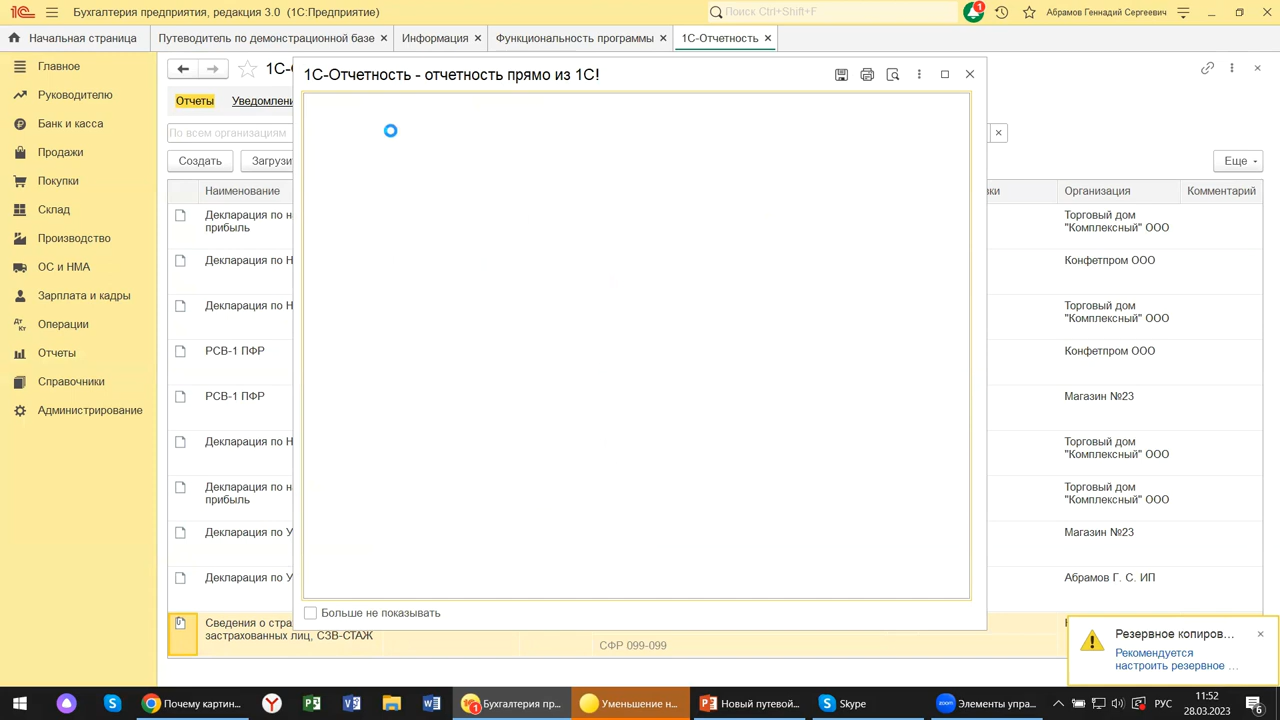 Бухгалтерия предприятия, редакция 3.0 (1С:Предприятие)
Поиск Ctrl+Shift+F
1
Абрамов Геннадий Сергеевич
Начальная страница
Путеводитель по демонстрационной базе
Информация
Функциональность программы
1С-Отчетность
Главное
Руководителю
Банк и касса
Продажи
Покупки
Склад
Производство
ОС и НМА
Зарплата и кадры
Операции
Отчеты
Справочники
Администрирование
1С-О
1С-Отчетность - отчетность прямо из 1С!
Отчеты
Уведомлени
По всем организациям
Создать
Загрузи
Еще
Наименование
вки
Организация
Комментарий
Декларация по н
прибыль
Торговый дом
"Комплексный" ООО
Декларация по Н
Конфетпром ООО
Декларация по Н
Торговый дом
"Комплексный" ООО
РСВ-1 ПФР
Конфетпром ООО
РСВ-1 ПФР
Магазин №23
Декларация по Н
Торговый дом
"Комплексный" ООО
Декларация по н
прибыль
Торговый дом
"Комплексный" ООО
Декларация по У
Магазин №23
Декларация по У
Абрамов Г. С. ИП
Больше не показывать
Сведения о стра
застрахованных лиц, СЗВ-СТАЖ
СФР 099-099
Резервное копиров...
Рекомендуется
настроить резервное ...
Почему картин...
Бухгалтерия пр...
Уменьшение н...
Новый путевой...
Skype
Элементы упра...
РУС
11:52
28.03.2023
6